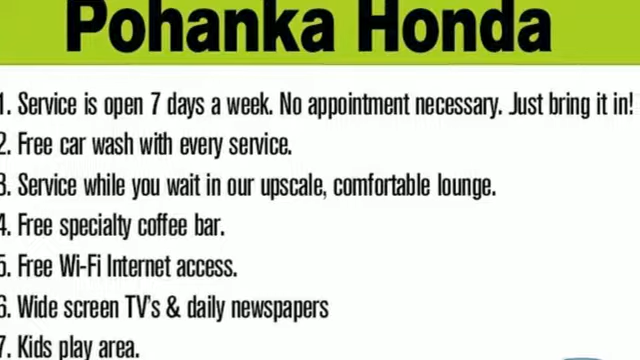 Pohanka Honda
1. Service is open 7 days a week. No appointment necessary. Just bring it in!
2. Free car wash with every service.
3. Service while you wait in our upscale, comfortable lounge.
4. Free specialty coffee bar.
5. Free Wi-Fi Internet access.
6. Wide screen TV's & daily newspapers
7. Kids play area.